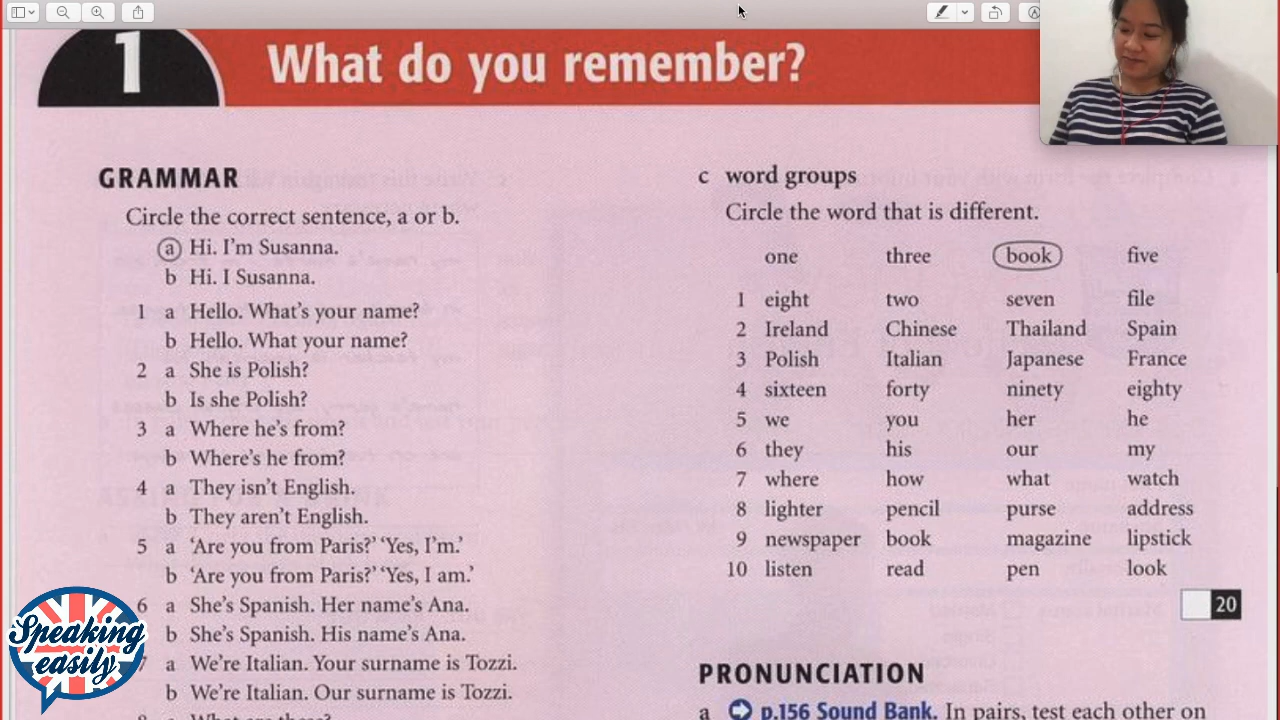 1 What do you remember?
GRAMMAR
Circle the correct sentence, a or b.
a Hi. I'm Susanna.
b Hi. I Susanna.
1 a Hello. What's your name?
b Hello. What your name?
2 a She is Polish?
b Is she Polish?
3 a Where he's from?
b Where's he from?
4 a They isn't English.
b They aren't English.
5 a 'Are you from Paris?' 'Yes, I'm.'
b 'Are you from Paris?' 'Yes, I am.'
6 a She's Spanish. Her name's Ana.
b She's Spanish. His name's Ana.
7 a We're Italian. Your surname is Tozzi.
b We're Italian. Our surname is Tozzi.
8 a What are these?
c word groups
Circle the word that is different.
one three book five
1 eight two seven file
2 Ireland Chinese Thailand Spain
3 Polish Italian Japanese France
4 sixteen forty ninety eighty
5 we you her he
6 they his our my
7 where how what watch
8 lighter pencil purse address
9 newspaper book magazine lipstick
10 listen read pen look
20
PRONUNCIATION
a p.156 Sound Bank. In pairs, test each other on
Speaking
easily